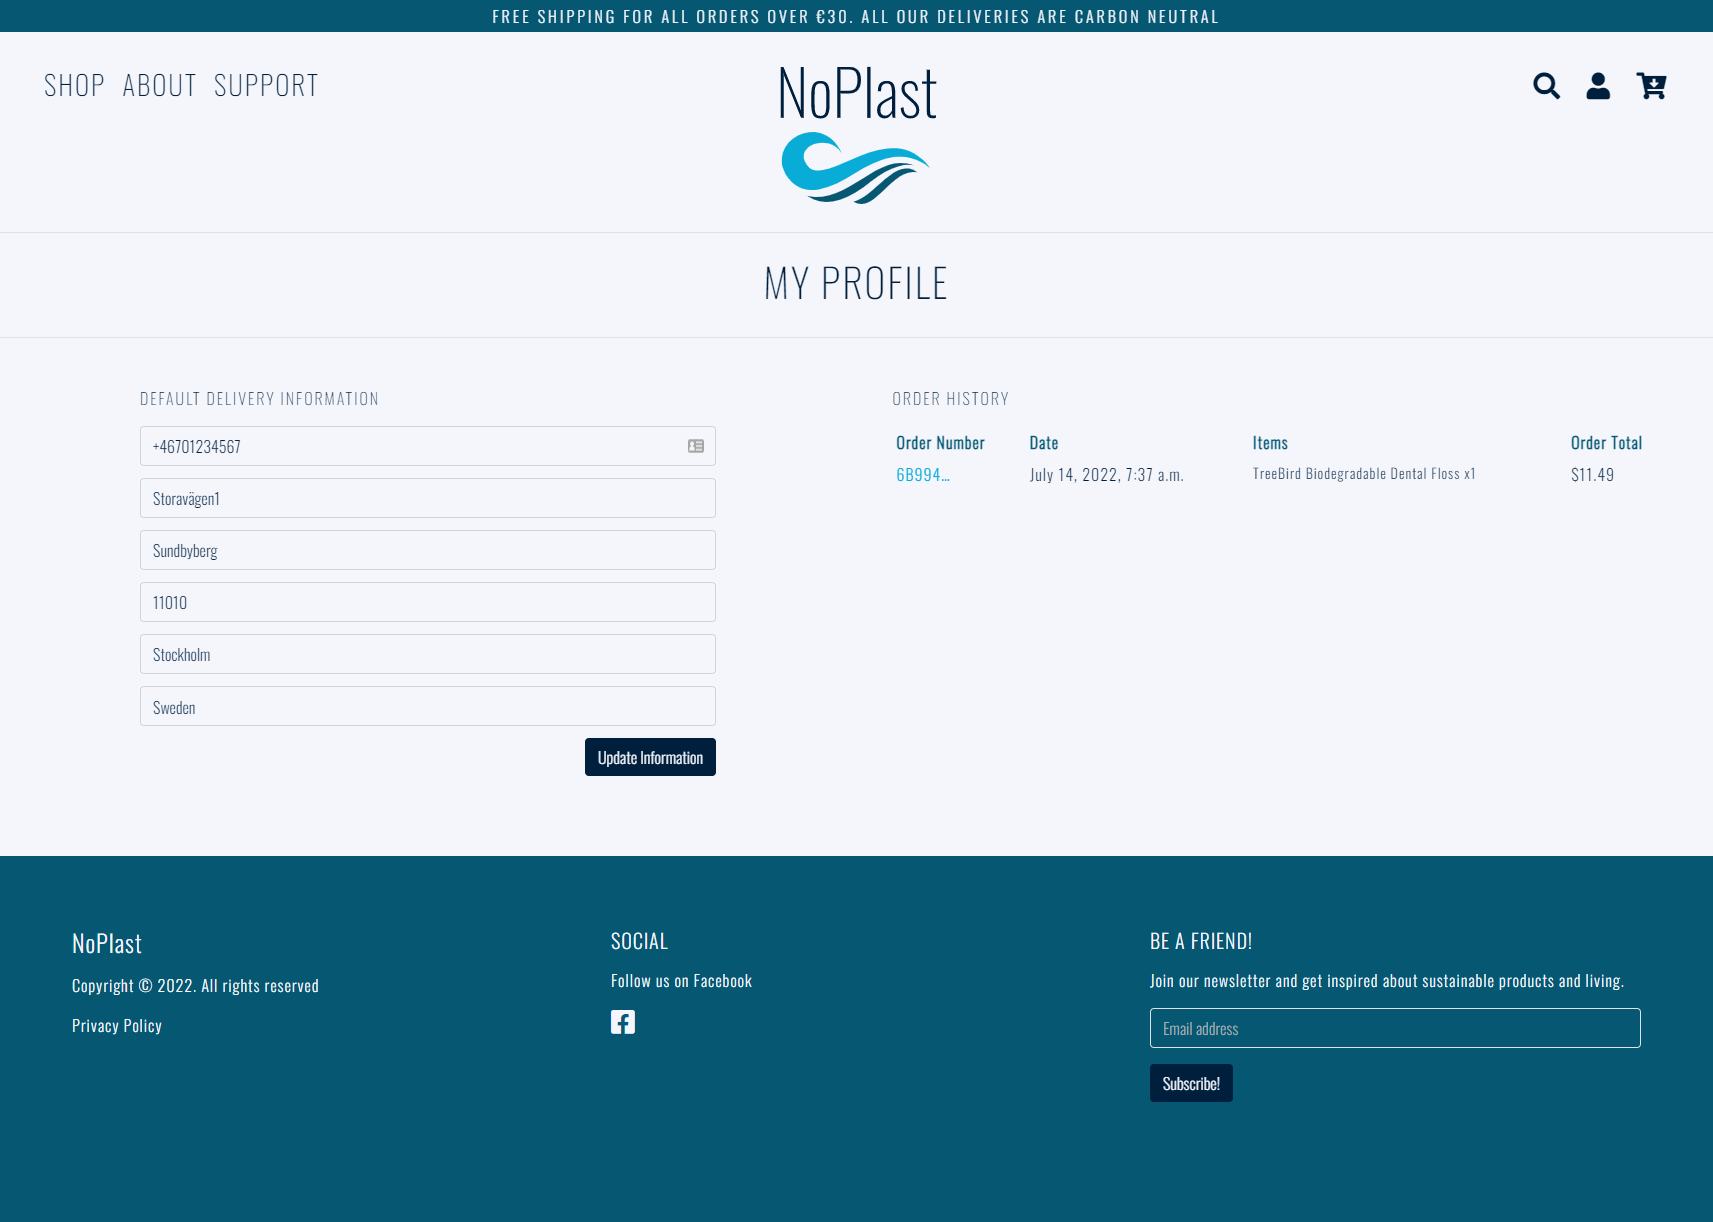 FREE SHIPPING FOR ALL ORDERS OVER €30. ALL OUR DELIVERIES ARE CARBON NEUTRAL
SHOP ABOUT SUPPORT
NoPlast
MY PROFILE
DEFAULT DELIVERY INFORMATION
+46701234567
Storavägen1
Sundbyberg
11010
Stockholm
Sweden
Update Information
ORDER HISTORY
Order Number Date Items Order Total
6B994... July 14, 2022, 7:37 a.m. TreeBird Biodegradable Dental Floss x1 $11.49
NoPlast
Copyright © 2022. All rights reserved
Privacy Policy
SOCIAL
Follow us on Facebook
BE A FRIEND!
Join our newsletter and get inspired about sustainable products and living.
Email address
Subscribe!